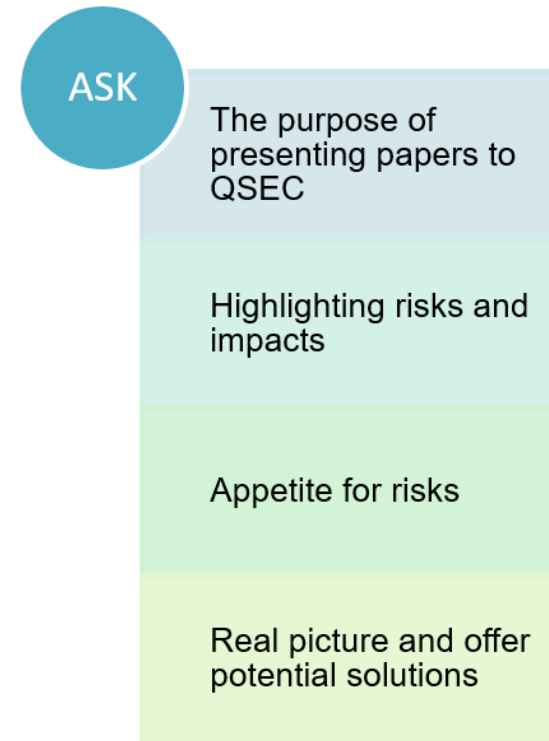 ASK
The purpose of
presenting papers to
QSEC
Highlighting risks and
impacts
Appetite for risks
Real picture and offer
potential solutions